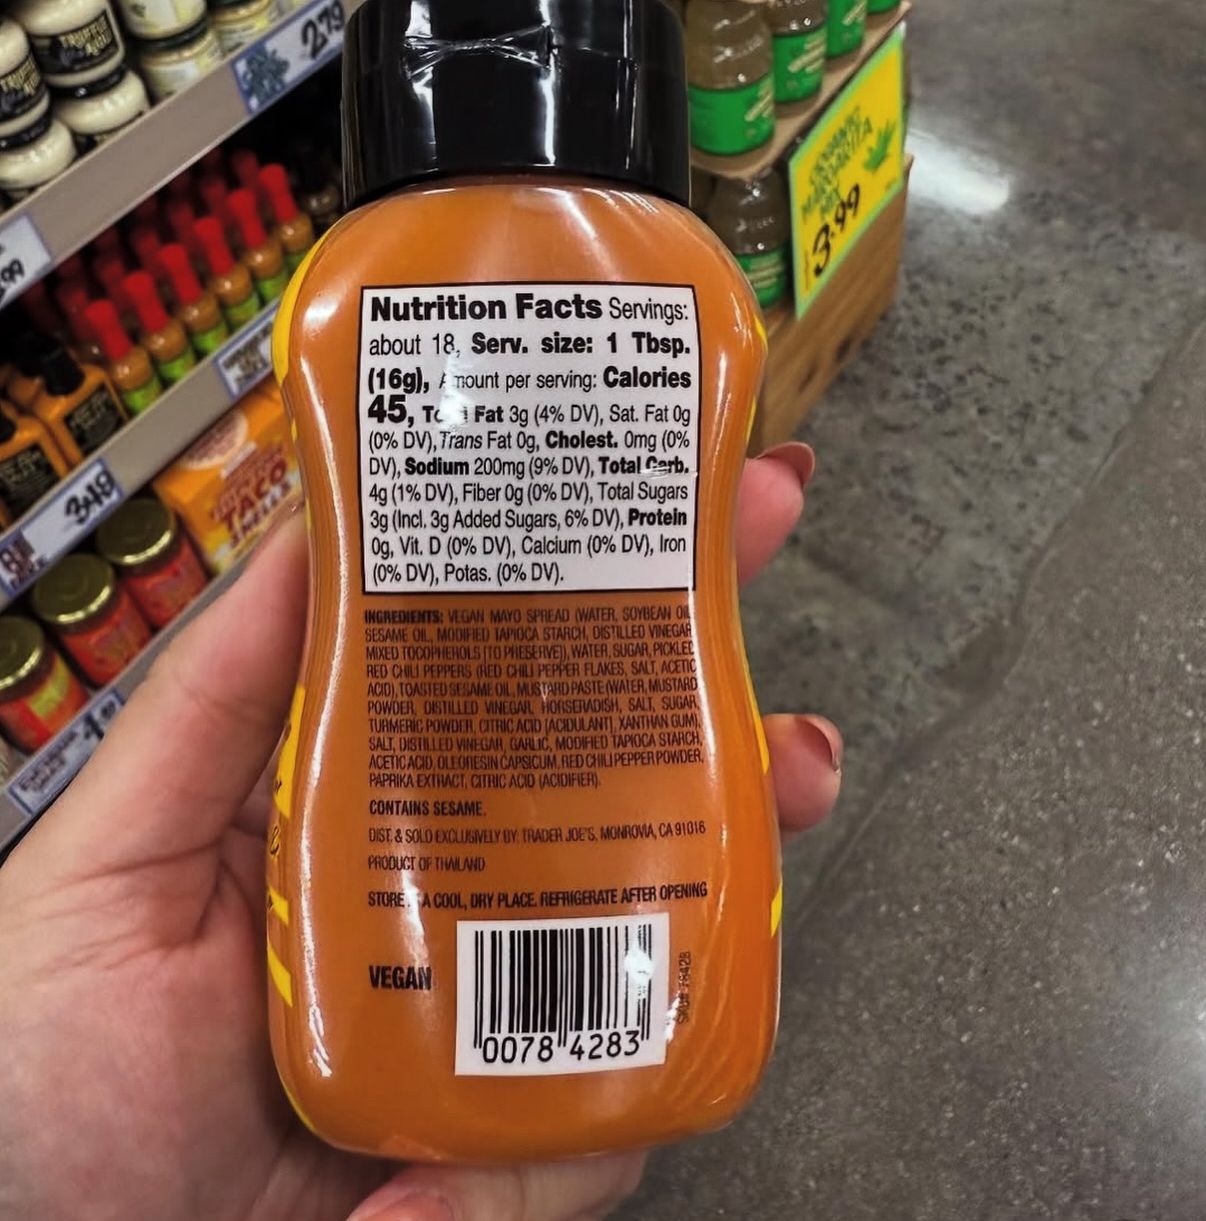 2.79
ORGANIC
MARGARITA
MIX
3.99
.99
3.49
TACO
SHELLS
Nutrition Facts Servings:
about 18, Serv. size: 1 Tbsp.
(16g), Amount per serving: Calories
45, Total Fat 3g (4% DV), Sat. Fat 0g
(0% DV), Trans Fat 0g, Cholest. 0mg (0%
DV), Sodium 200mg (9% DV), Total Carb.
4g (1% DV), Fiber 0g (0% DV), Total Sugars
3g (Incl. 3g Added Sugars, 6% DV), Protein
0g, Vit. D (0% DV), Calcium (0% DV), Iron
(0% DV), Potas. (0% DV).
INGREDIENTS: VEGAN MAYO SPREAD (WATER, SOYBEAN OIL
SESAME OIL, MODIFIED TAPIOCA STARCH, DISTILLED VINEGAR
MIXED TOCOPHEROLS [TO PRESERVE]), WATER, SUGAR, PICKLED
RED CHILI PEPPERS (RED CHILI PEPPER FLAKES, SALT, ACETIC
ACID), TOASTED SESAME OIL, MUSTARD PASTE (WATER, MUSTARD
POWDER, DISTILLED VINEGAR, HORSERADISH, SALT, SUGAR,
TURMERIC POWDER, CITRIC ACID [ACIDULANT], XANTHAN GUM),
SALT, DISTILLED VINEGAR, GARLIC, MODIFIED TAPIOCA STARCH,
ACETIC ACID, OLEORESIN CAPSICUM, RED CHILI PEPPER POWDER,
PAPRIKA EXTRACT, CITRIC ACID (ACIDIFIER).
CONTAINS SESAME.
DIST. & SOLD EXCLUSIVELY BY: TRADER JOE'S, MONROVIA, CA 91016
PRODUCT OF THAILAND
STORE A COOL, DRY PLACE. REFRIGERATE AFTER OPENING
VEGAN
0078 4283
SKU# 78428